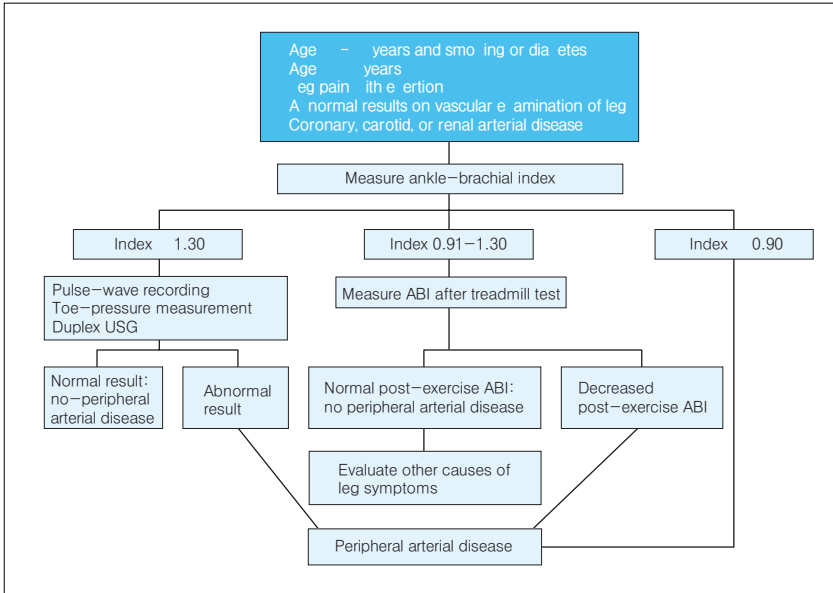 Age – years and smo ing or dia etes
Age years
eg pain ith e ertion
A normal results on vascular e amination of leg
Coronary, carotid, or renal arterial disease
Measure ankle−brachial index
Index 1.30
Index 0.91−1.30
Index 0.90
Pulse−wave recording
Toe−pressure measurement
Duplex USG
Measure ABI after treadmill test
Normal result:
no−peripheral
arterial disease
Abnormal
result
Normal post−exercise ABI:
no peripheral arterial disease
Decreased
post−exercise ABI
Evaluate other causes of
leg symptoms
Peripheral arterial disease